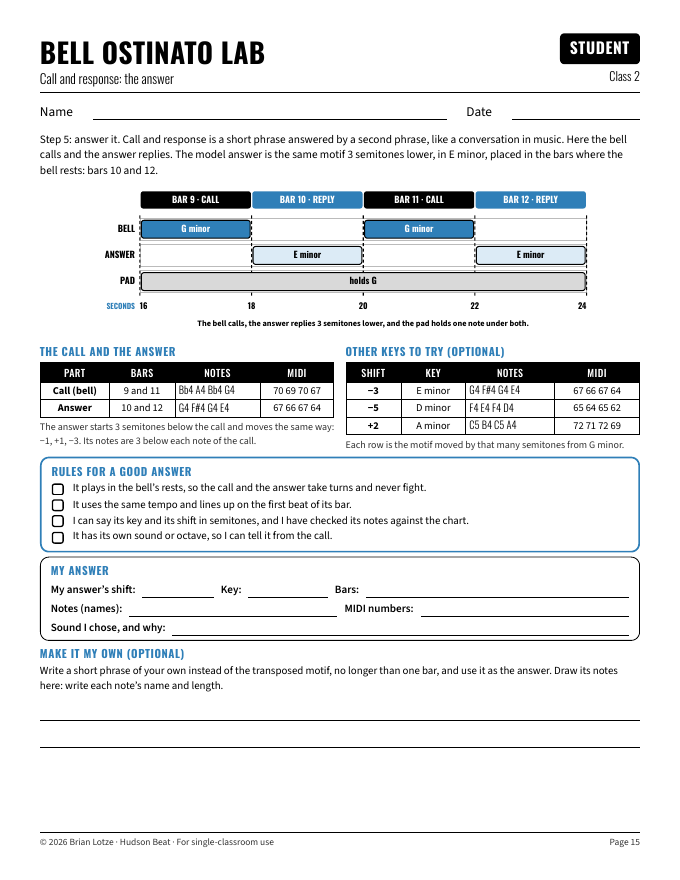 BELL OSTINATO LAB
STUDENT
Call and response: the answer
Class 2
Name
Date
Step 5: answer it. Call and response is a short phrase answered by a second phrase, like a conversation in music. Here the bell
calls and the answer replies. The model answer is the same motif 3 semitones lower, in E minor, placed in the bars where the
bell rests: bars 10 and 12.
BAR 9 · CALL BAR 10 · REPLY BAR 11 · CALL BAR 12 · REPLY
BELL G minor G minor
ANSWER E minor E minor
PAD holds G
SECONDS 16 18 20 22 24
The bell calls, the answer replies 3 semitones lower, and the pad holds one note under both.
THE CALL AND THE ANSWER
PART BARS NOTES MIDI
Call (bell) 9 and 11 Bb4 A4 Bb4 G4 70 69 70 67
Answer 10 and 12 G4 F#4 G4 E4 67 66 67 64
The answer starts 3 semitones below the call and moves the same way:
−1, +1, −3. Its notes are 3 below each note of the call.
OTHER KEYS TO TRY (OPTIONAL)
SHIFT KEY NOTES MIDI
−3 E minor G4 F#4 G4 E4 67 66 67 64
−5 D minor F4 E4 F4 D4 65 64 65 62
+2 A minor C5 B4 C5 A4 72 71 72 69
Each row is the motif moved by that many semitones from G minor.
RULES FOR A GOOD ANSWER
It plays in the bell's rests, so the call and the answer take turns and never fight.
It uses the same tempo and lines up on the first beat of its bar.
I can say its key and its shift in semitones, and I have checked its notes against the chart.
It has its own sound or octave, so I can tell it from the call.
MY ANSWER
My answer's shift: Key: Bars:
Notes (names): MIDI numbers:
Sound I chose, and why:
MAKE IT MY OWN (OPTIONAL)
Write a short phrase of your own instead of the transposed motif, no longer than one bar, and use it as the answer. Draw its notes
here: write each note's name and length.
© 2026 Brian Lotze · Hudson Beat · For single-classroom use
Page 15